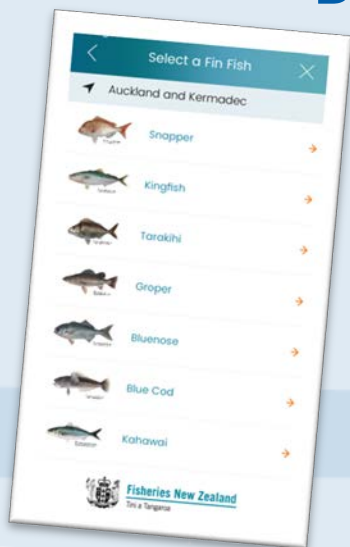 Select a Fin Fish
Auckland and Kermadec
Snapper
Kingfish
Tarakihi
Groper
Bluenose
Blue Cod
Kahawai
Fisheries New Zealand
Tini a Tangaroa